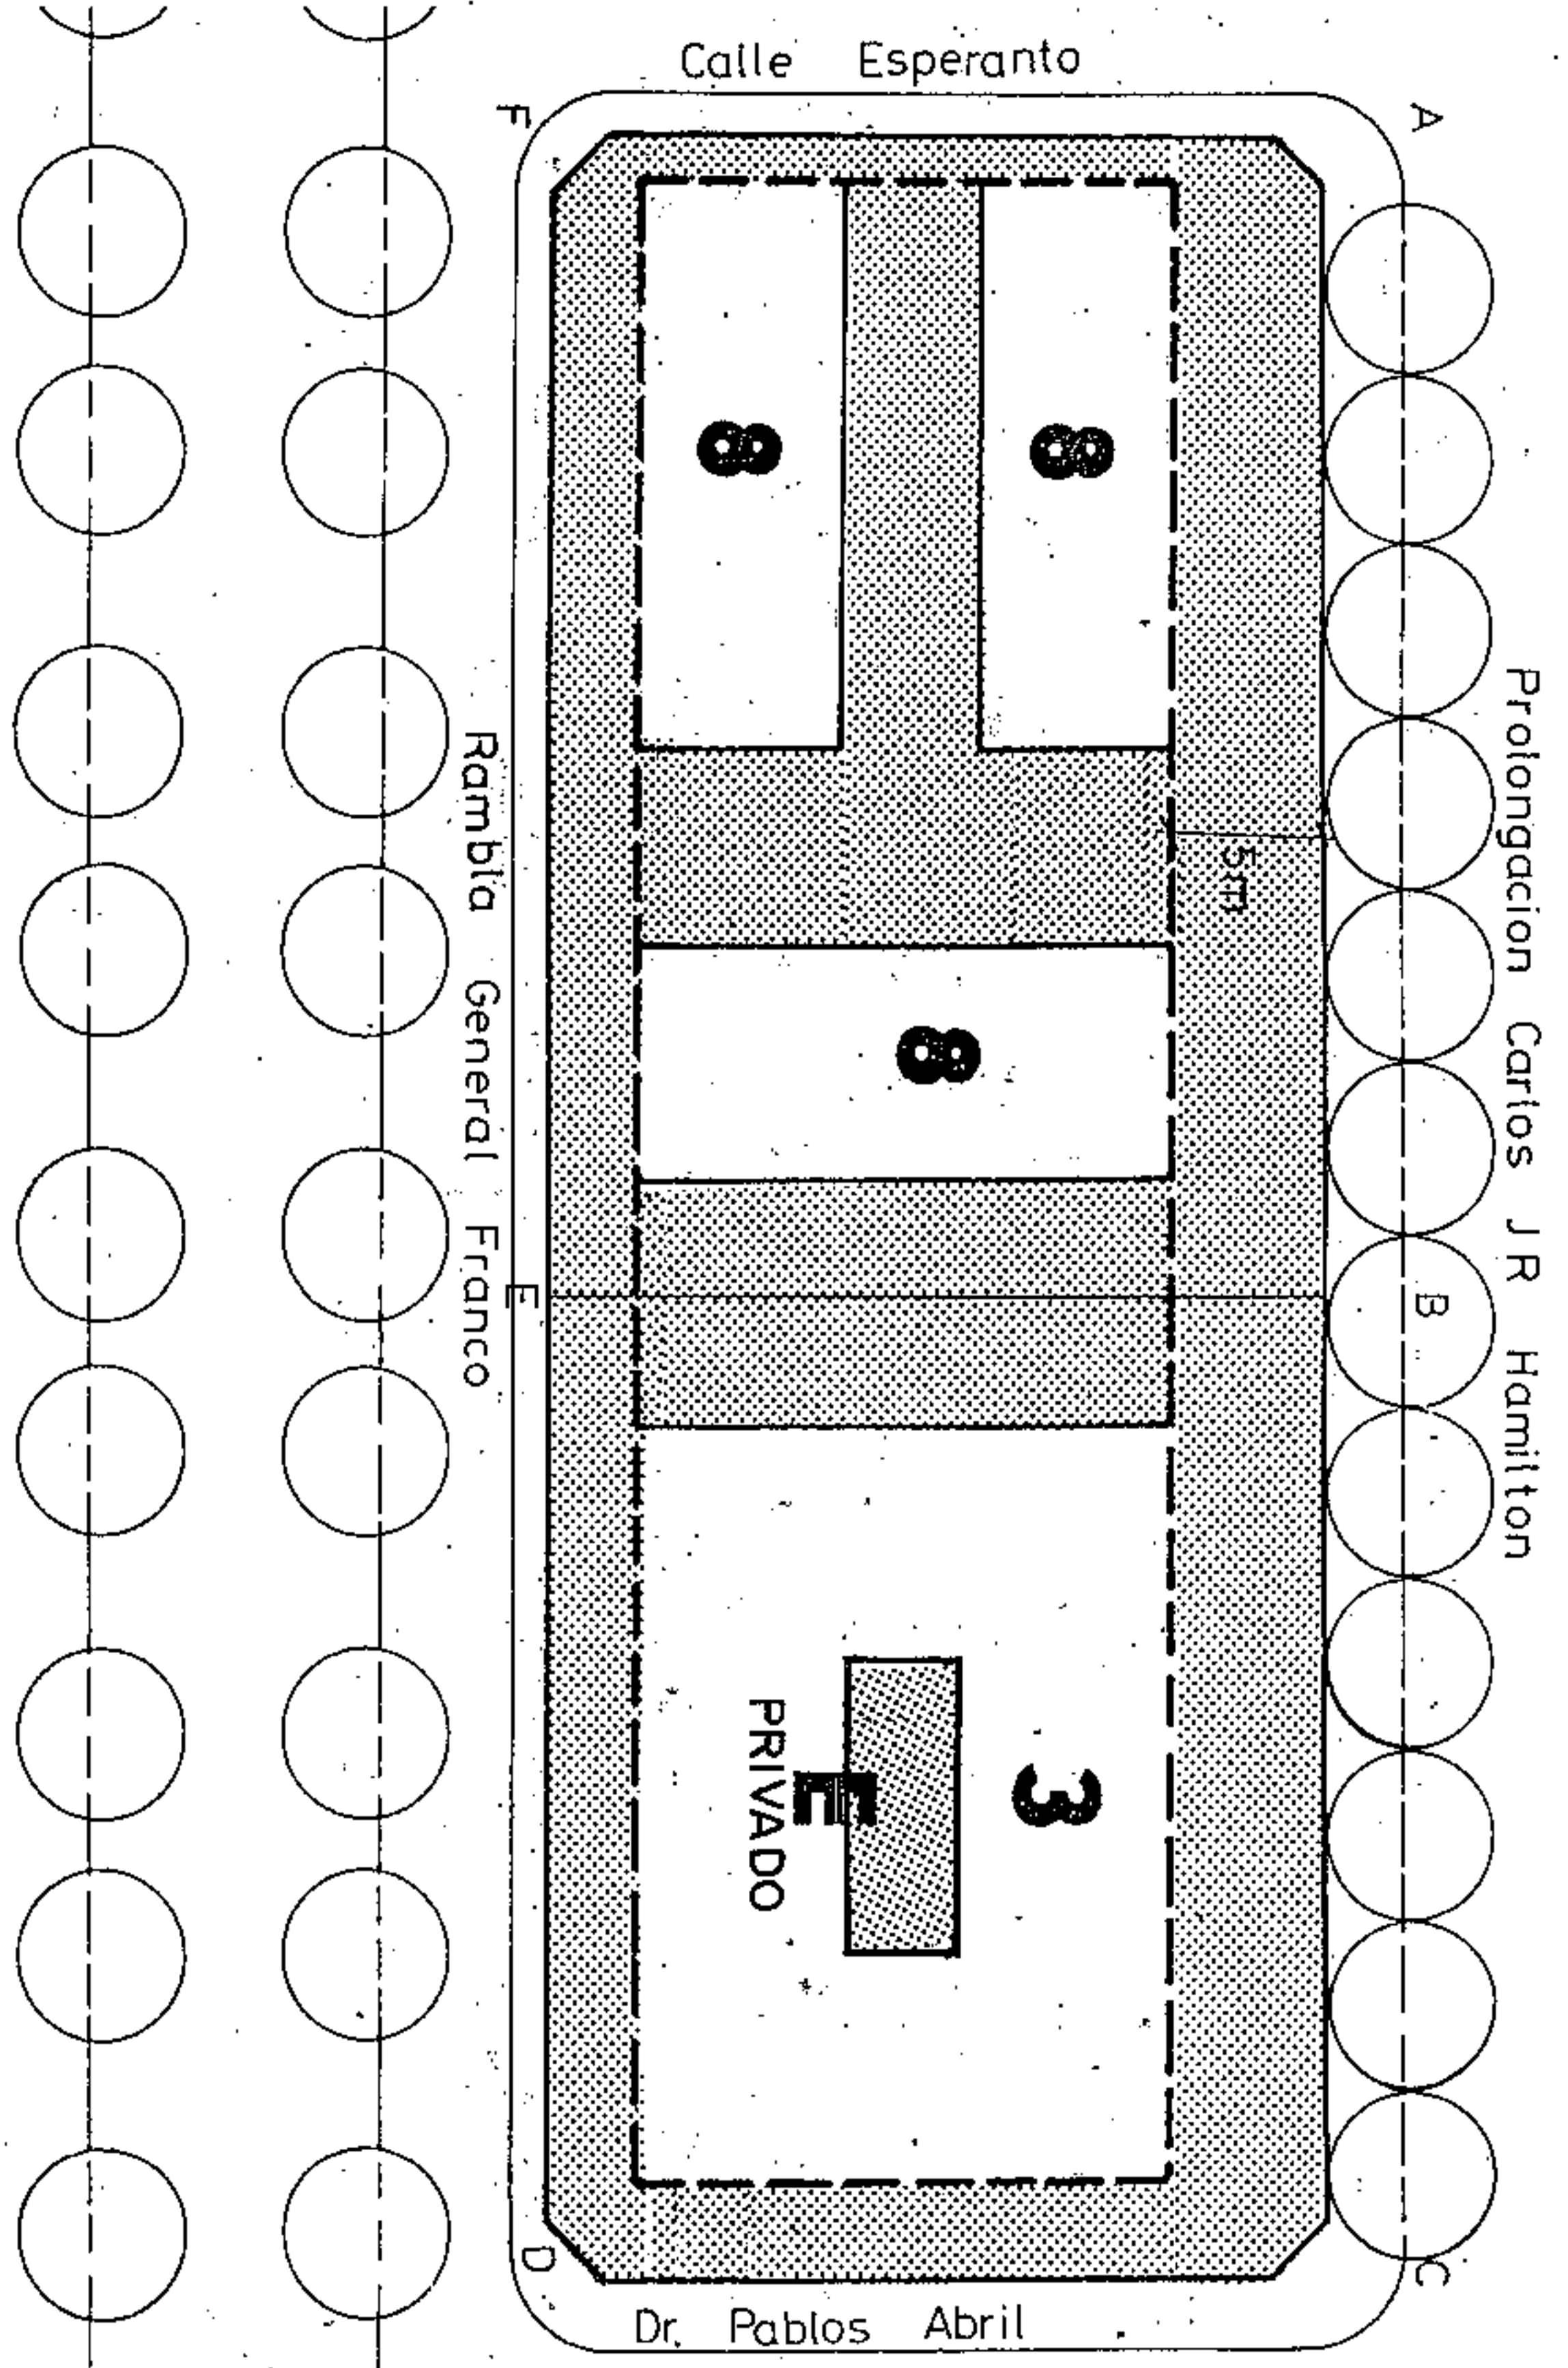 Calle Esperanto
F
A
8
8
5m
Prolongacion Carlos J R Hamilton
Rambla General Franco
8
E
B
3
E
PRIVADO
D
C
Dr. Pablos Abril